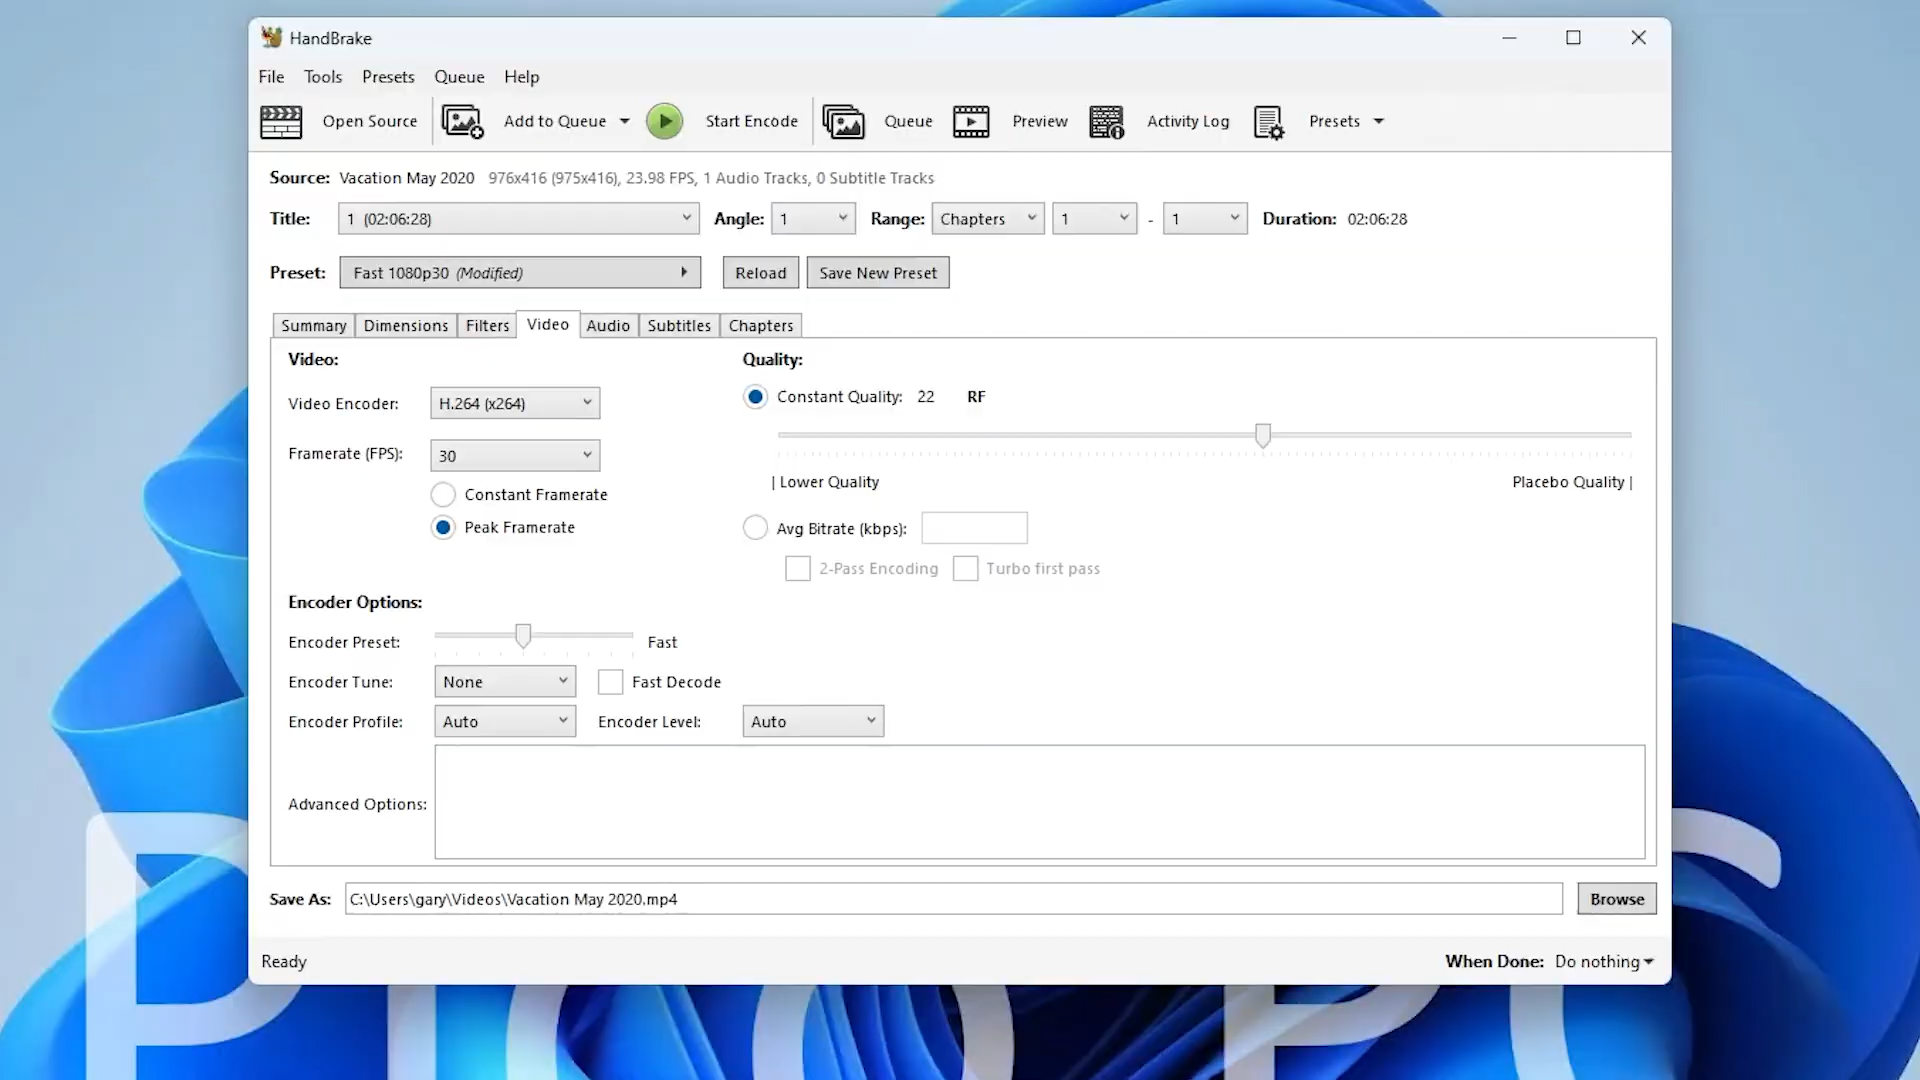 HandBrake
File Tools Presets Queue Help
Open Source Add to Queue Start Encode Queue Preview Activity Log Presets
Source: Vacation May 2020 976x416 (975x416), 23.98 FPS, 1 Audio Tracks, 0 Subtitle Tracks
Title: 1 (02:06:28) Angle: 1 Range: Chapters 1 - 1 Duration: 02:06:28
Preset: Fast 1080p30 (Modified) Reload Save New Preset
Summary Dimensions Filters Video Audio Subtitles Chapters
Video: Quality:
Video Encoder: H.264 (x264) Constant Quality: 22 RF
Framerate (FPS): 30
| Lower Quality Placebo Quality |
Constant Framerate
Peak Framerate Avg Bitrate (kbps):
2-Pass Encoding Turbo first pass
Encoder Options:
Encoder Preset: Fast
Encoder Tune: None Fast Decode
Encoder Profile: Auto Encoder Level: Auto
Advanced Options:
Save As: C:\Users\gary\Videos\Vacation May 2020.mp4 Browse
Ready When Done: Do nothing